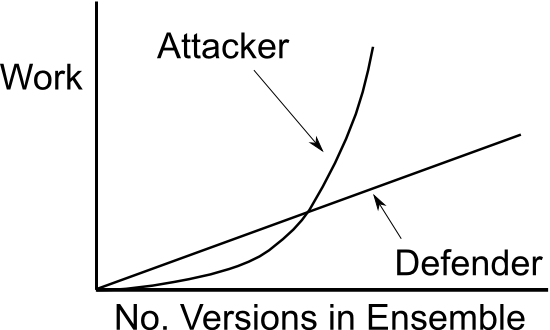 Attacker
Work
Defender
No. Versions in Ensemble